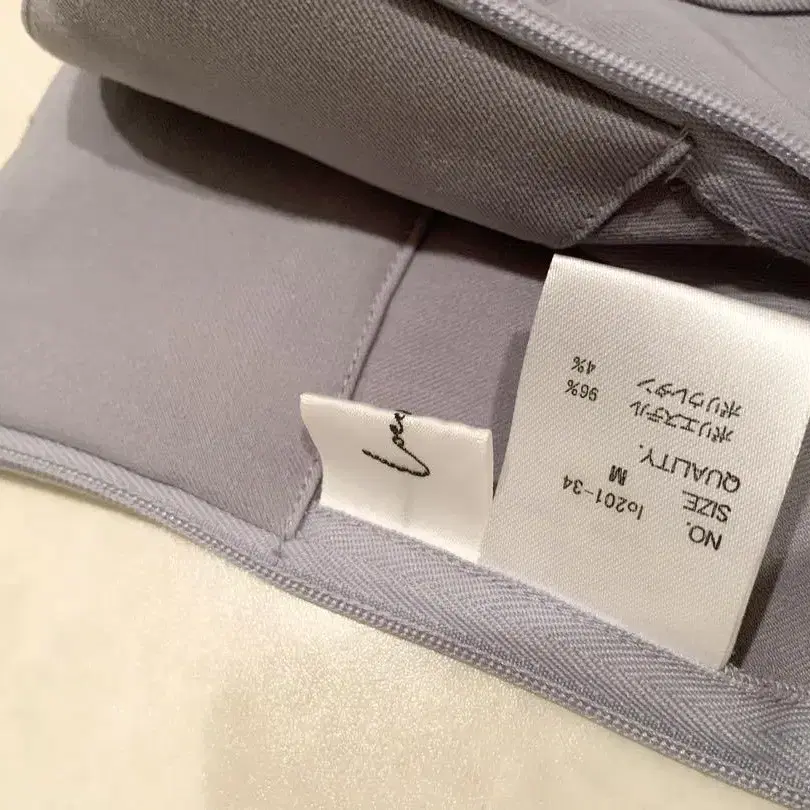 NO. lo201-34
SIZE. M
QUALITY.
ポリエステル 96%
ポリウレタン 4%